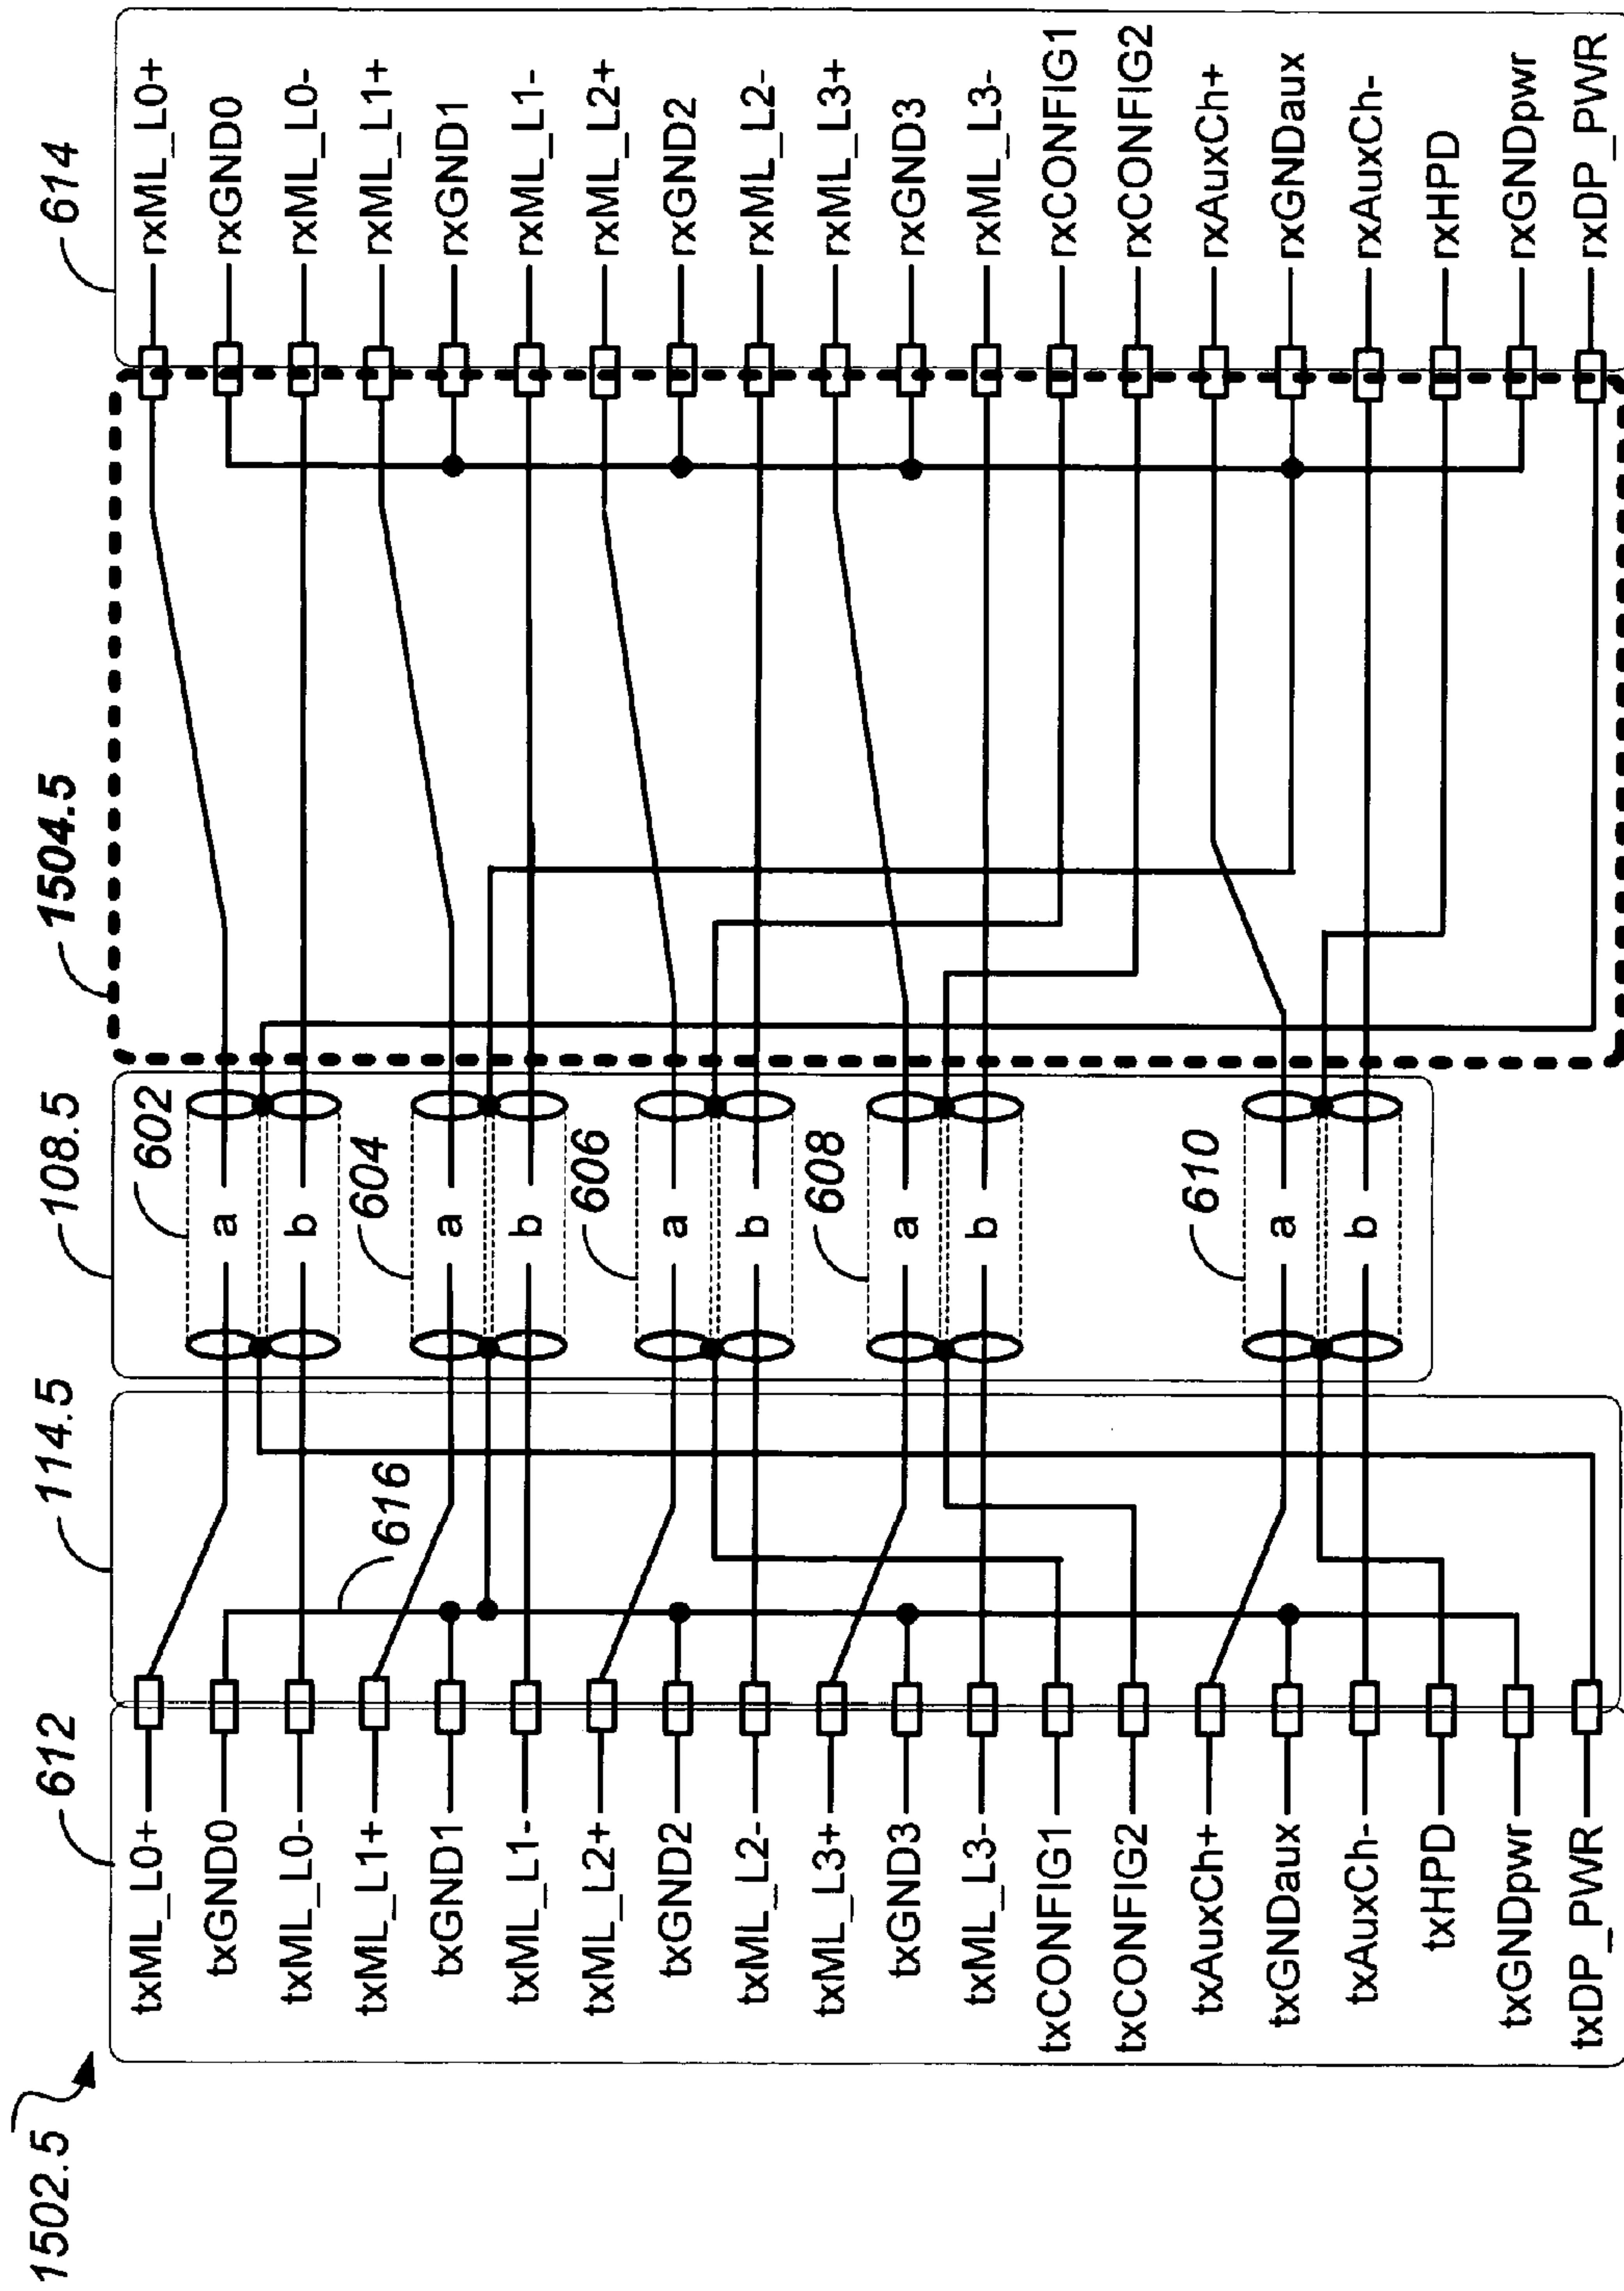 1502.5
612
114.5
108.5
1504.5
614
616
602
604
606
608
610
txML_L0+
txGND0
txML_L0-
txML_L1+
txGND1
txML_L1-
txML_L2+
txGND2
txML_L2-
txML_L3+
txGND3
txML_L3-
txCONFIG1
txCONFIG2
txAuxCh+
txGNDaux
txAuxCh-
txHPD
txGNDpwr
txDP_PWR
a
b
a
b
a
b
a
b
a
b
rxML_L0+
rxGND0
rxML_L0-
rxML_L1+
rxGND1
rxML_L1-
rxML_L2+
rxGND2
rxML_L2-
rxML_L3+
rxGND3
rxML_L3-
rxCONFIG1
rxCONFIG2
rxAuxCh+
rxGNDaux
rxAuxCh-
rxHPD
rxGNDpwr
rxDP_PWR